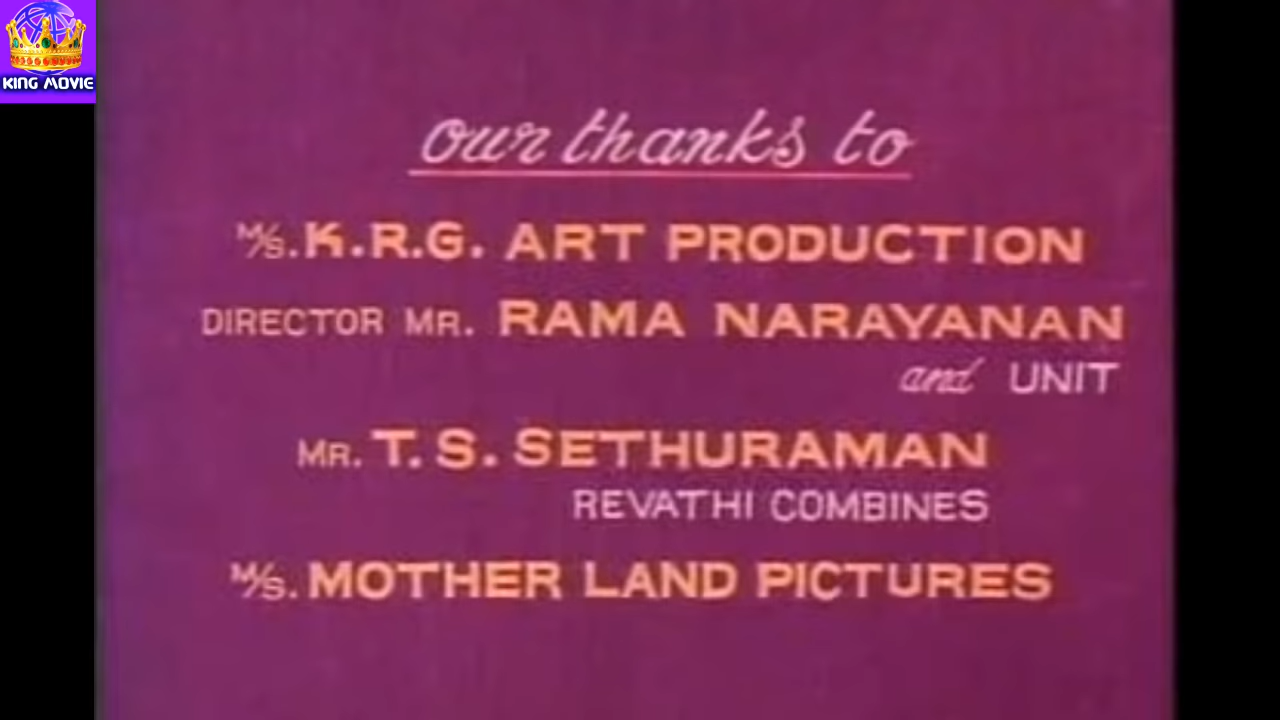 KING MOVIE
our thanks to
M/S. K.R.G. ART PRODUCTION
DIRECTOR MR. RAMA NARAYANAN
and UNIT
MR. T. S. SETHURAMAN
REVATHI COMBINES
M/S. MOTHER LAND PICTURES